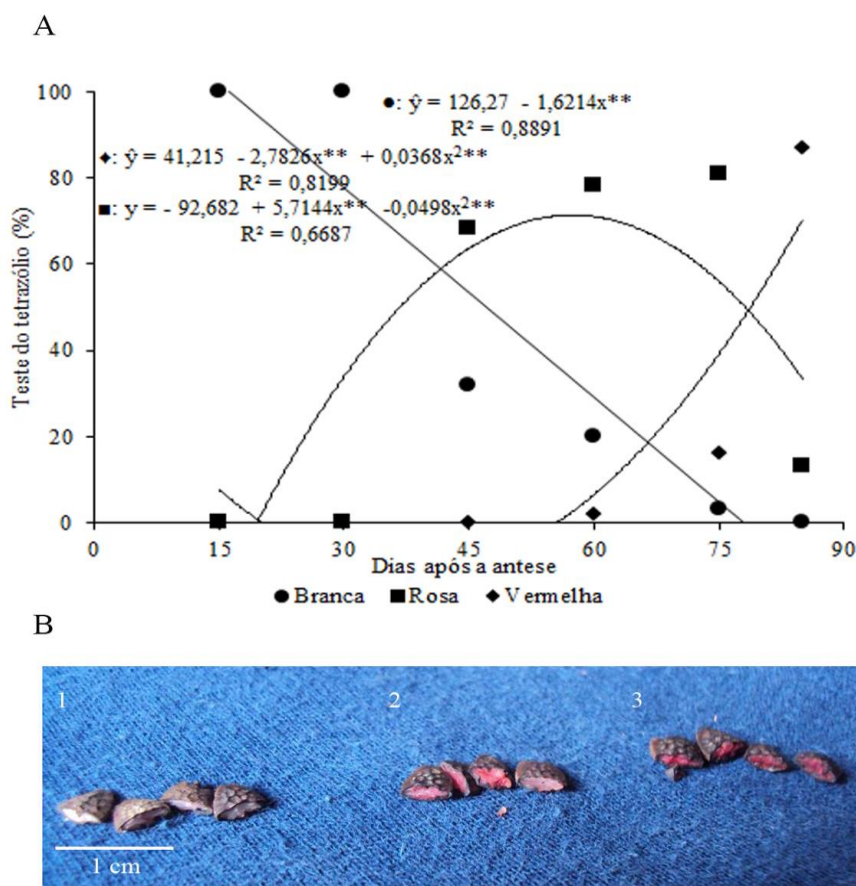 A
●: ŷ = 126,27 - 1,6214x**
R² = 0,8891
◆: ŷ = 41,215 - 2,7826x** + 0,0368x²**
R² = 0,8199
■: y = - 92,682 + 5,7144x** -0,0498x²**
R² = 0,6687
Teste do tetrazólio (%)
100
80
60
40
20
0
0 15 30 45 60 75 90
Dias após a antese
● Branca ■ Rosa ◆ Vermelha
B
1 2 3
1 cm